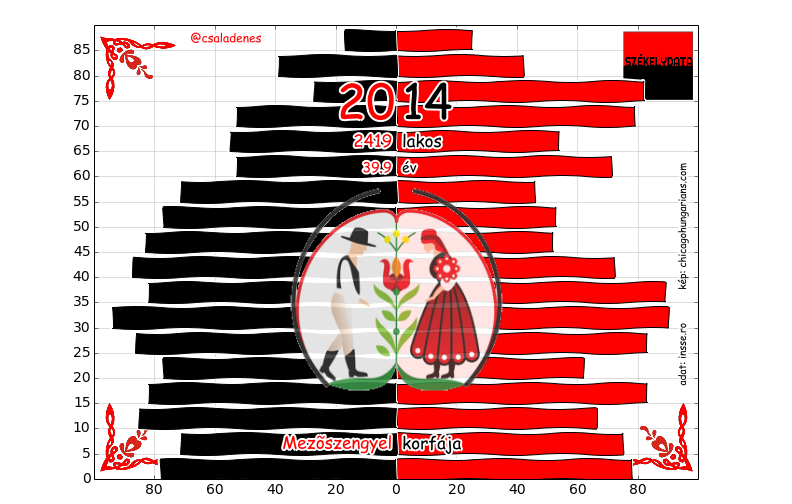 @csaladenes
SZÉKELYDATA
2014
2419 lakos
39.9 év
kép: chicagohungarians.com
adat: insse.ro
Mezőszengyel korfája
85
80
75
70
65
60
55
50
45
40
35
30
25
20
15
10
5
0
80 60 40 20 0 20 40 60 80